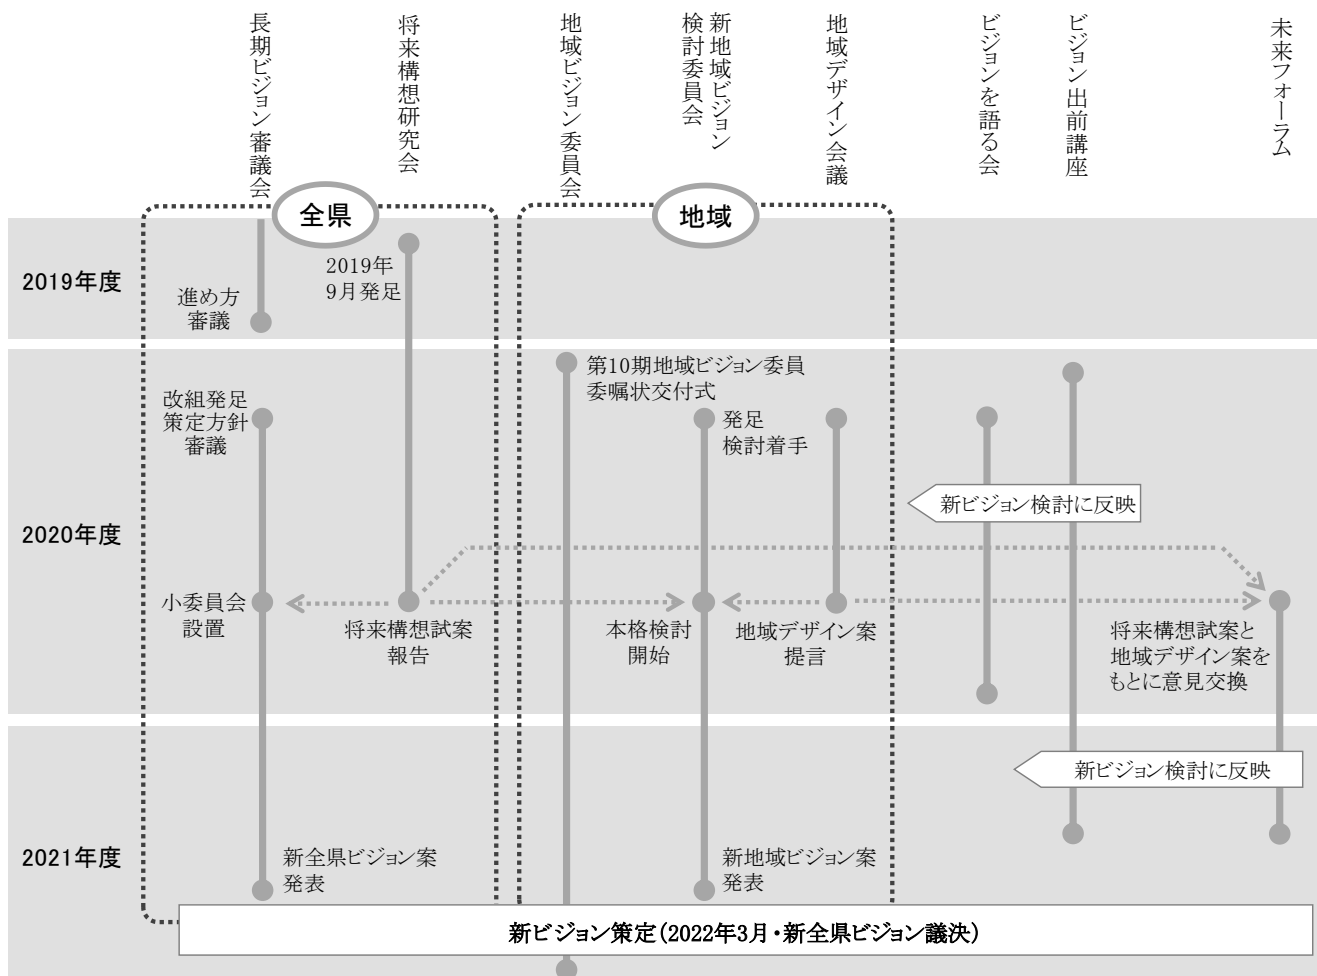 長期ビジョン審議会
将来構想研究会
地域ビジョン委員会
新地域ビジョン
検討委員会
地域デザイン会議
ビジョンを語る会
ビジョン出前講座
未来フォーラム
全県
地域
2019年度
進め方
審議
2019年
9月発足
2020年度
改組発足
策定方針
審議
第10期地域ビジョン委員
委嘱状交付式
発足
検討着手
新ビジョン検討に反映
小委員会
設置
将来構想試案
報告
本格検討
開始
地域デザイン案
提言
将来構想試案と
地域デザイン案を
もとに意見交換
2021年度
新ビジョン検討に反映
新全県ビジョン案
発表
新地域ビジョン案
発表
新ビジョン策定(2022年3月・新全県ビジョン議決)